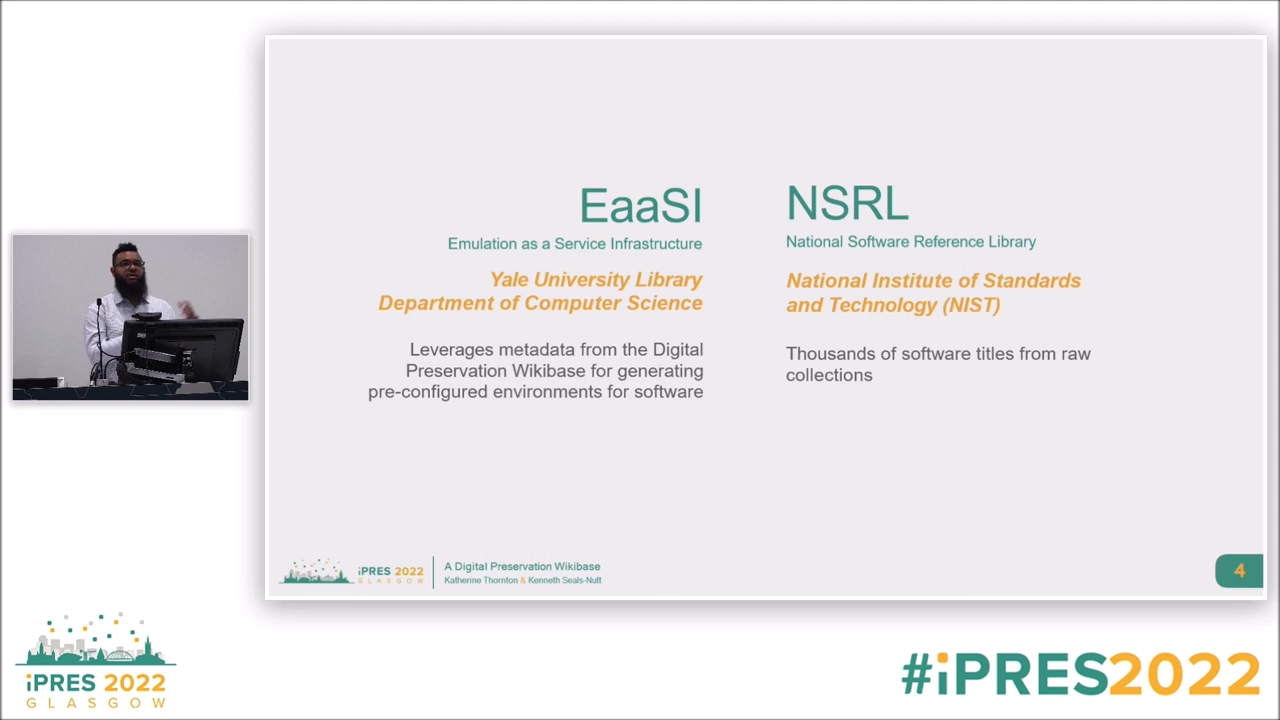 EaaSI
Emulation as a Service Infrastructure
Yale University Library
Department of Computer Science
Leverages metadata from the Digital
Preservation Wikibase for generating
pre-configured environments for software
NSRL
National Software Reference Library
National Institute of Standards
and Technology (NIST)
Thousands of software titles from raw
collections
iPRES 2022
GLASGOW
A Digital Preservation Wikibase
Katherine Thornton & Kenneth Seals-Nutt
4
iPRES 2022
GLASGOW
#iPRES2022